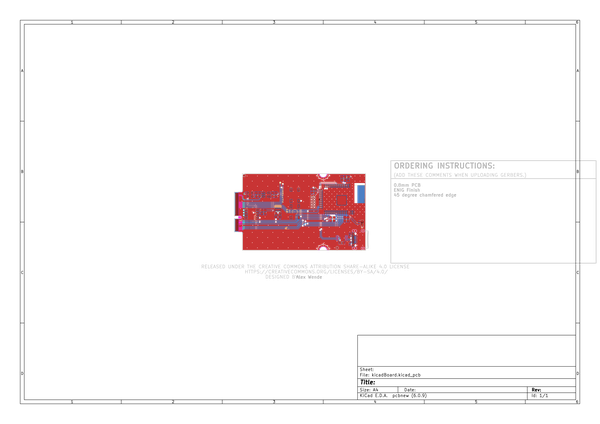 1 2 3 4 5 6
A A
ORDERING INSTRUCTIONS:
(ADD THESE COMMENTS WHEN UPLOADING GERBERS.)
B B
0.8mm PCB
ENIG Finish
45 degree chamfered edge
RELEASED UNDER THE CREATIVE COMMONS ATTRIBUTION SHARE-ALIKE 4.0 LICENSE
HTTPS://CREATIVECOMMONS.ORG/LICENSES/BY-SA/4.0/
C C
DESIGNED BY
Alex Wende
Sheet:
D D
File: kicadBoard.kicad_pcb
Title:
Size: A4 Date: Rev:
KiCad E.D.A. pcbnew (6.0.9) Id: 1/1
1 2 3 4 5 6